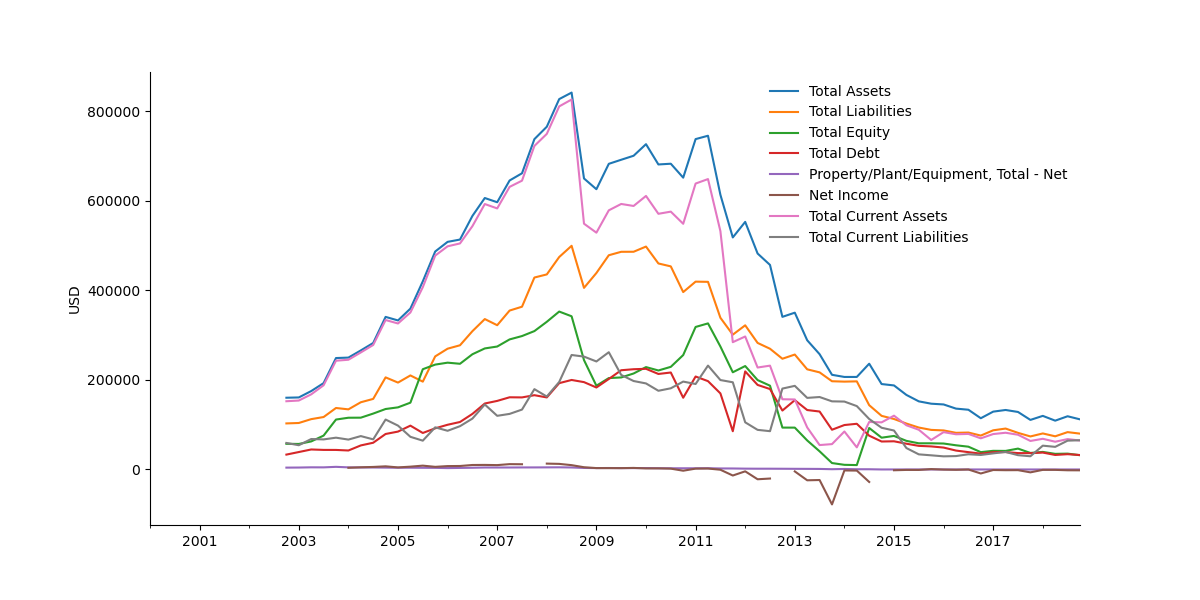 800000
600000
400000
200000
0
USD
2001
2003
2005
2007
2009
2011
2013
2015
2017
Total Assets
Total Liabilities
Total Equity
Total Debt
Property/Plant/Equipment, Total - Net
Net Income
Total Current Assets
Total Current Liabilities